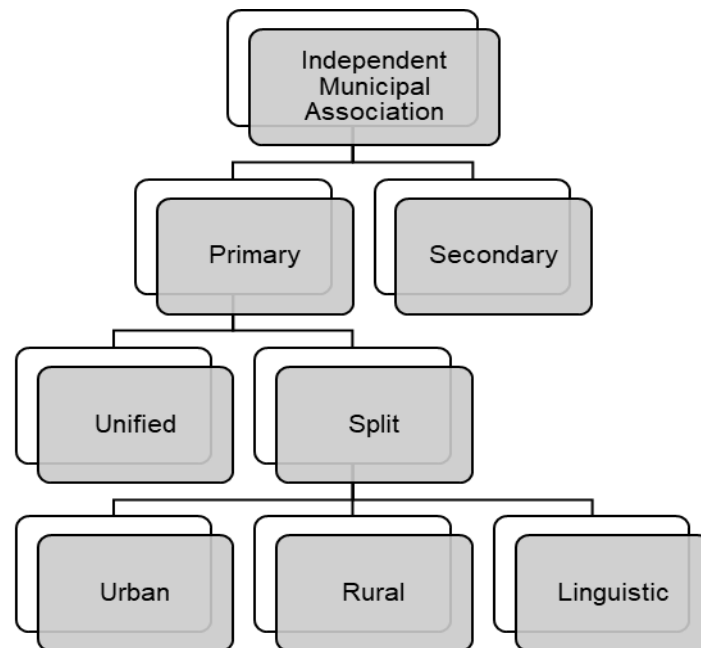 Independent
Municipal
Association
Primary
Secondary
Unified
Split
Urban
Rural
Linguistic